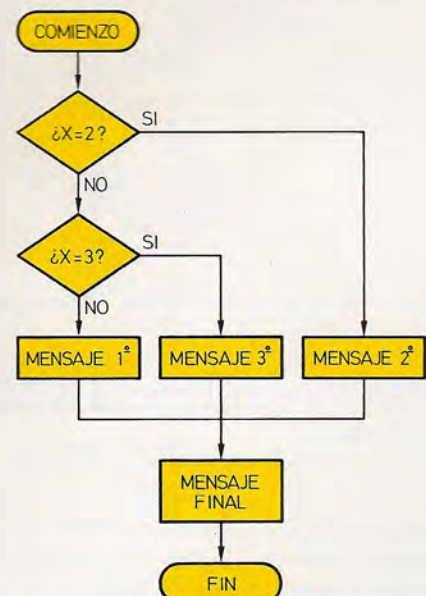 COMIENZO
¿X=2?
SI
NO
¿X=3?
SI
NO
MENSAJE 1º
MENSAJE 3º
MENSAJE 2º
MENSAJE
FINAL
FIN